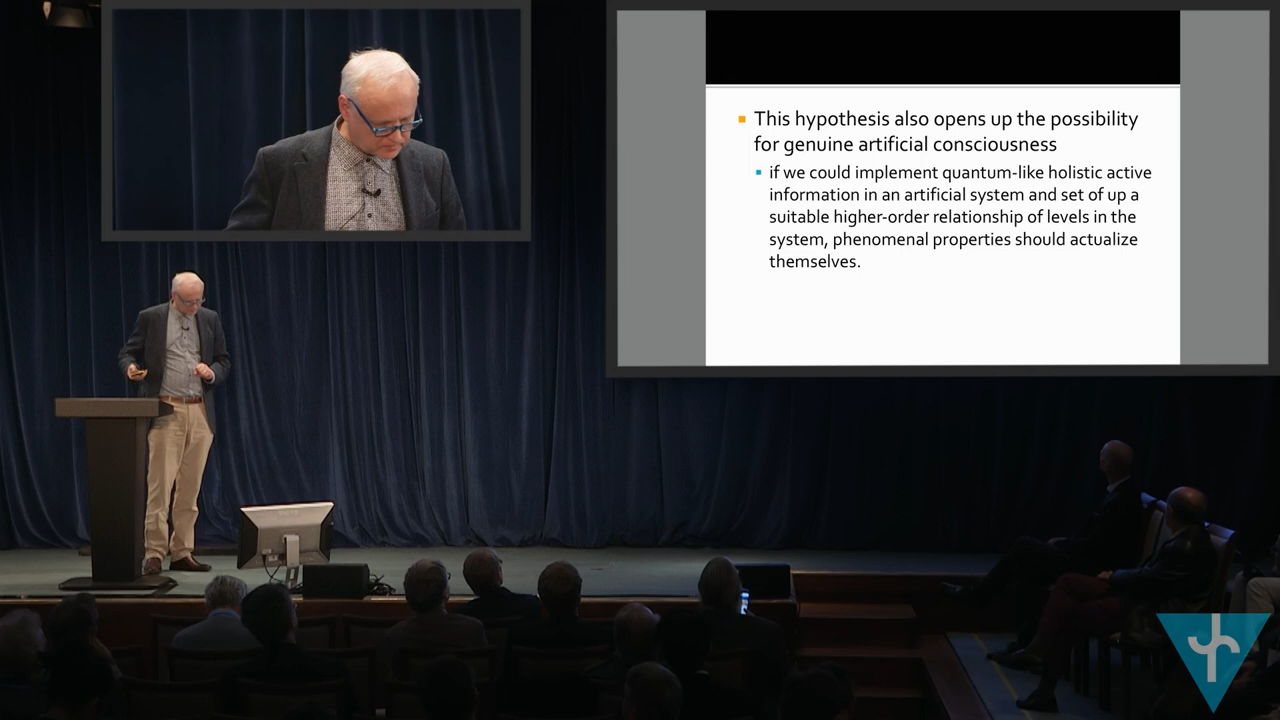 This hypothesis also opens up the possibility
for genuine artificial consciousness
if we could implement quantum-like holistic active
information in an artificial system and set of up a
suitable higher-order relationship of levels in the
system, phenomenal properties should actualize
themselves.